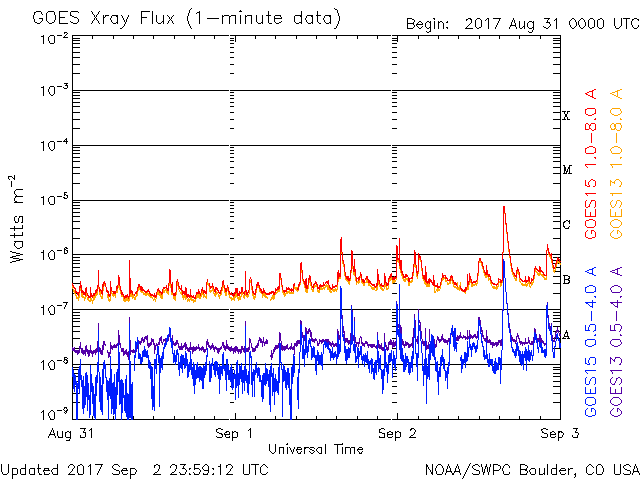 GOES Xray Flux (1-minute data)
Begin: 2017 Aug 31 0000 UTC
10⁻²
10⁻³
10⁻⁴
10⁻⁵
10⁻⁶
10⁻⁷
10⁻⁸
10⁻⁹
Watts m⁻²
X
M
C
B
A
GOES15 1.0-8.0 A
GOES13 1.0-8.0 A
GOES15 0.5-4.0 A
GOES13 0.5-4.0 A
Aug 31 Sep 1 Sep 2 Sep 3
Universal Time
Updated 2017 Sep 2 23:59:12 UTC
NOAA/SWPC Boulder, CO USA